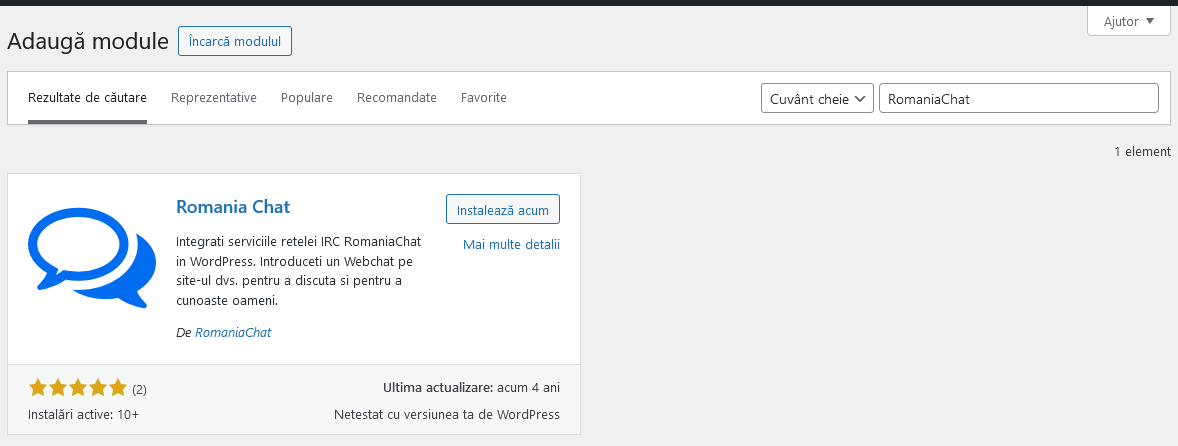 Ajutor
Adaugă module
Încarcă modulul
Rezultate de căutare
Reprezentative
Populare
Recomandate
Favorite
Cuvânt cheie
RomaniaChat
1 element
Romania Chat
Instalează acum
Mai multe detalii
Integrati serviciile retelei IRC RomaniaChat
in WordPress. Introduceti un Webchat pe
site-ul dvs. pentru a discuta si pentru a
cunoaste oameni.
De RomaniaChat
(2)
Ultima actualizare: acum 4 ani
Instalări active: 10+
Netestat cu versiunea ta de WordPress